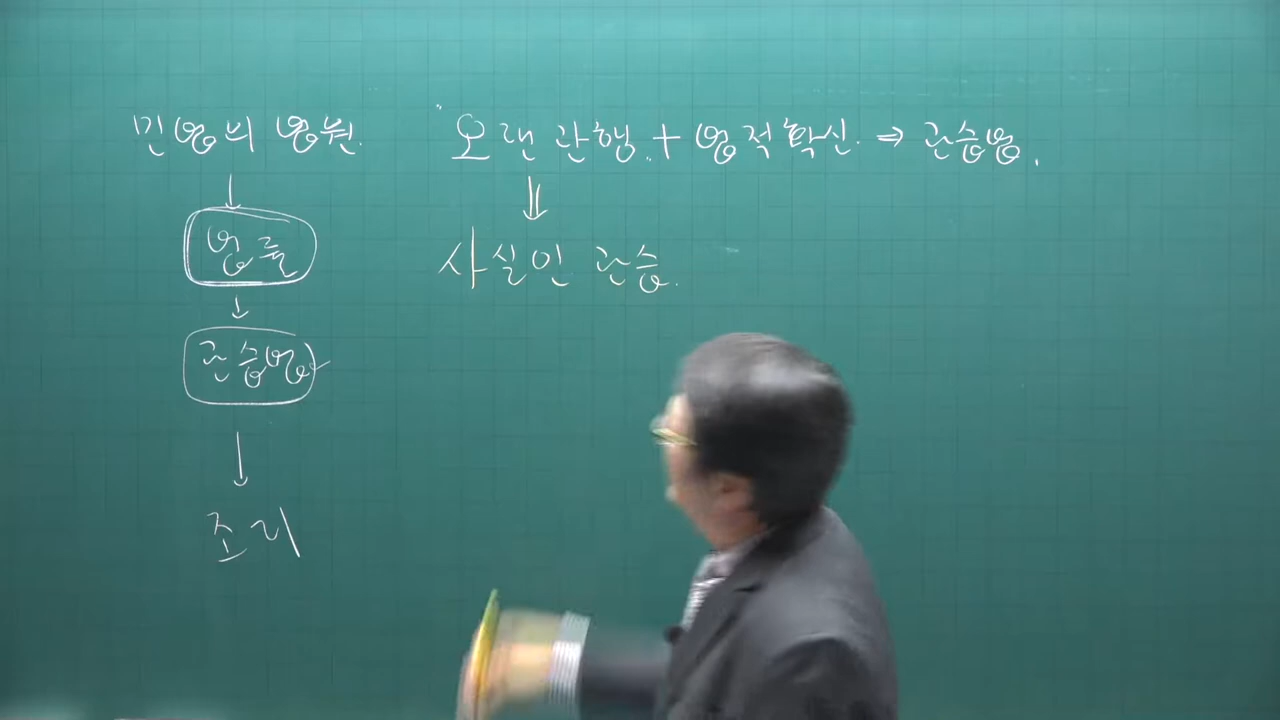 민법의 법원.
↓
법률
↓
관습법
↓
조리
오랜 관행. + 법적 확신. ⇒ 관습법.
⇓
사실인 관습.